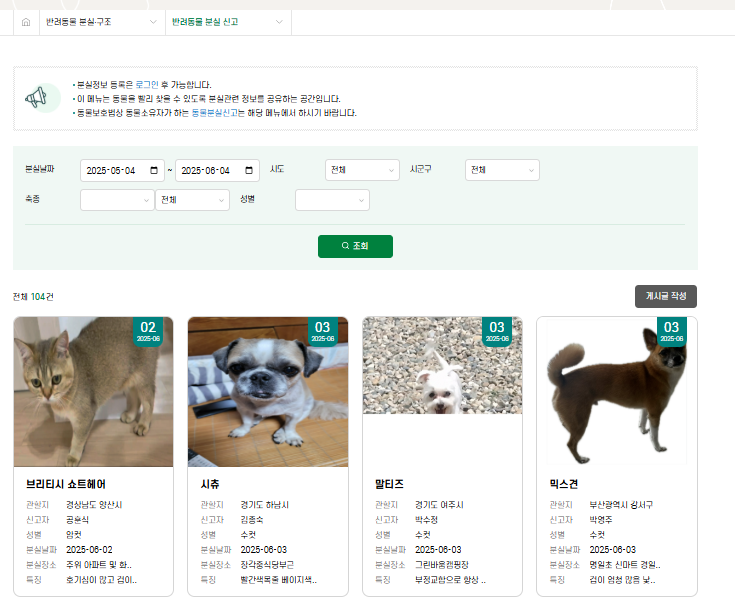 반려동물 분실·구조
반려동물 분실 신고
• 분실정보 등록은 로그인 후 가능합니다.
• 이 메뉴는 동물을 빨리 찾을 수 있도록 분실관련 정보를 공유하는 공간입니다.
• 동물보호법상 동물소유자가 하는 동물분실신고는 해당 메뉴에서 하시기 바랍니다.
분실날짜 2025-05-04 ~ 2025-06-04 시도 전체 시군구 전체
축종 전체 성별
조회
전체 104건 게시글 작성
02
2025-06
03
2025-06
03
2025-06
03
2025-06
브리티시 쇼트헤어
관할지 경상남도 양산시
신고자 공훈식
성별 암컷
분실날짜 2025-06-02
분실장소 주위 아파트 및 화..
특징 호기심이 많고 겁이..
시츄
관할지 경기도 하남시
신고자 김종숙
성별 수컷
분실날짜 2025-06-03
분실장소 장각중식당부근
특징 빨간색목줄 베이지색..
말티즈
관할지 경기도 여주시
신고자 박수정
성별 수컷
분실날짜 2025-06-03
분실장소 그린바움캠핑장
특징 부정교합으로 항상 ..
믹스견
관할지 부산광역시 강서구
신고자 박영주
성별 수컷
분실날짜 2025-06-03
분실장소 명일초 신마트 경일..
특징 겁이 엄청 많음 낯..